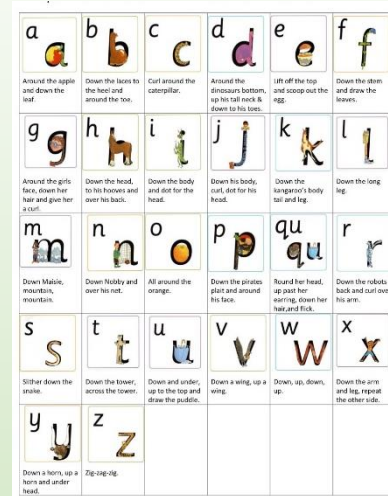 a b c d e f
Around the apple
and down the
leaf.
Down the laces to
the heel and
around the toe.
Curl around the
caterpillar.
Around the
dinosaurs bottom,
up his tall neck &
down to his toes.
Lift off the top
and scoop out the
egg.
Down the stem
and draw the
leaves.
g h i j k l
Around the girls
face, down her
hair and give her
a curl.
Down the head,
to his hooves and
over his back.
Down the body
and dot for the
head.
Down his body,
curl, dot for his
head.
Down the
kangaroo's body
tail and leg.
Down the long
leg.
m n o p qu r
Down Maisie,
mountain,
mountain.
Down Nobby and
over his net.
All around the
orange.
Down the pirates
plait and around
his face.
Round her head,
up past her
earring, down her
hair,and flick.
Down the robots
back and curl ove
his arm.
s t u v w x
Slither down the
snake.
Down the tower,
across the tower.
Down and under,
up to the top and
draw the puddle.
Down a wing, up a
wing.
Down, up, down,
up.
Down the arm
and leg, repeat
the other side.
y z
Down a horn, up a
horn and under
head.
Zig-zag-zig.